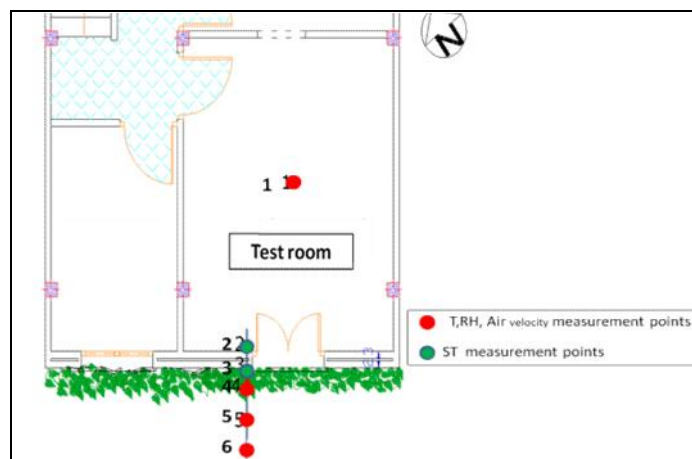 N
1 1
Test room
2 2
3 3
4 4
5 5
6
T,RH, Air velocity measurement points
ST measurement points